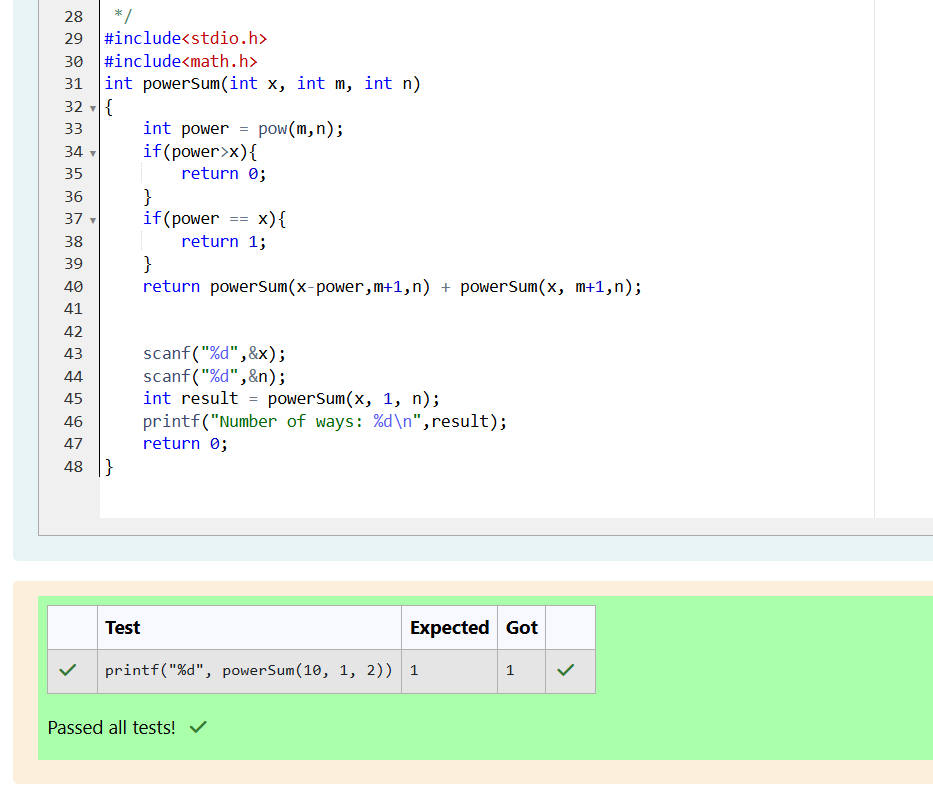 28 */
29 #include<stdio.h>
30 #include<math.h>
31 int powerSum(int x, int m, int n)
32 {
33 int power = pow(m,n);
34 if(power>x){
35 return 0;
36 }
37 if(power == x){
38 return 1;
39 }
40 return powerSum(x-power,m+1,n) + powerSum(x, m+1,n);
41
42
43 scanf("%d",&x);
44 scanf("%d",&n);
45 int result = powerSum(x, 1, n);
46 printf("Number of ways: %d\n",result);
47 return 0;
48 }
Test Expected Got
printf("%d", powerSum(10, 1, 2)) 1 1
Passed all tests!